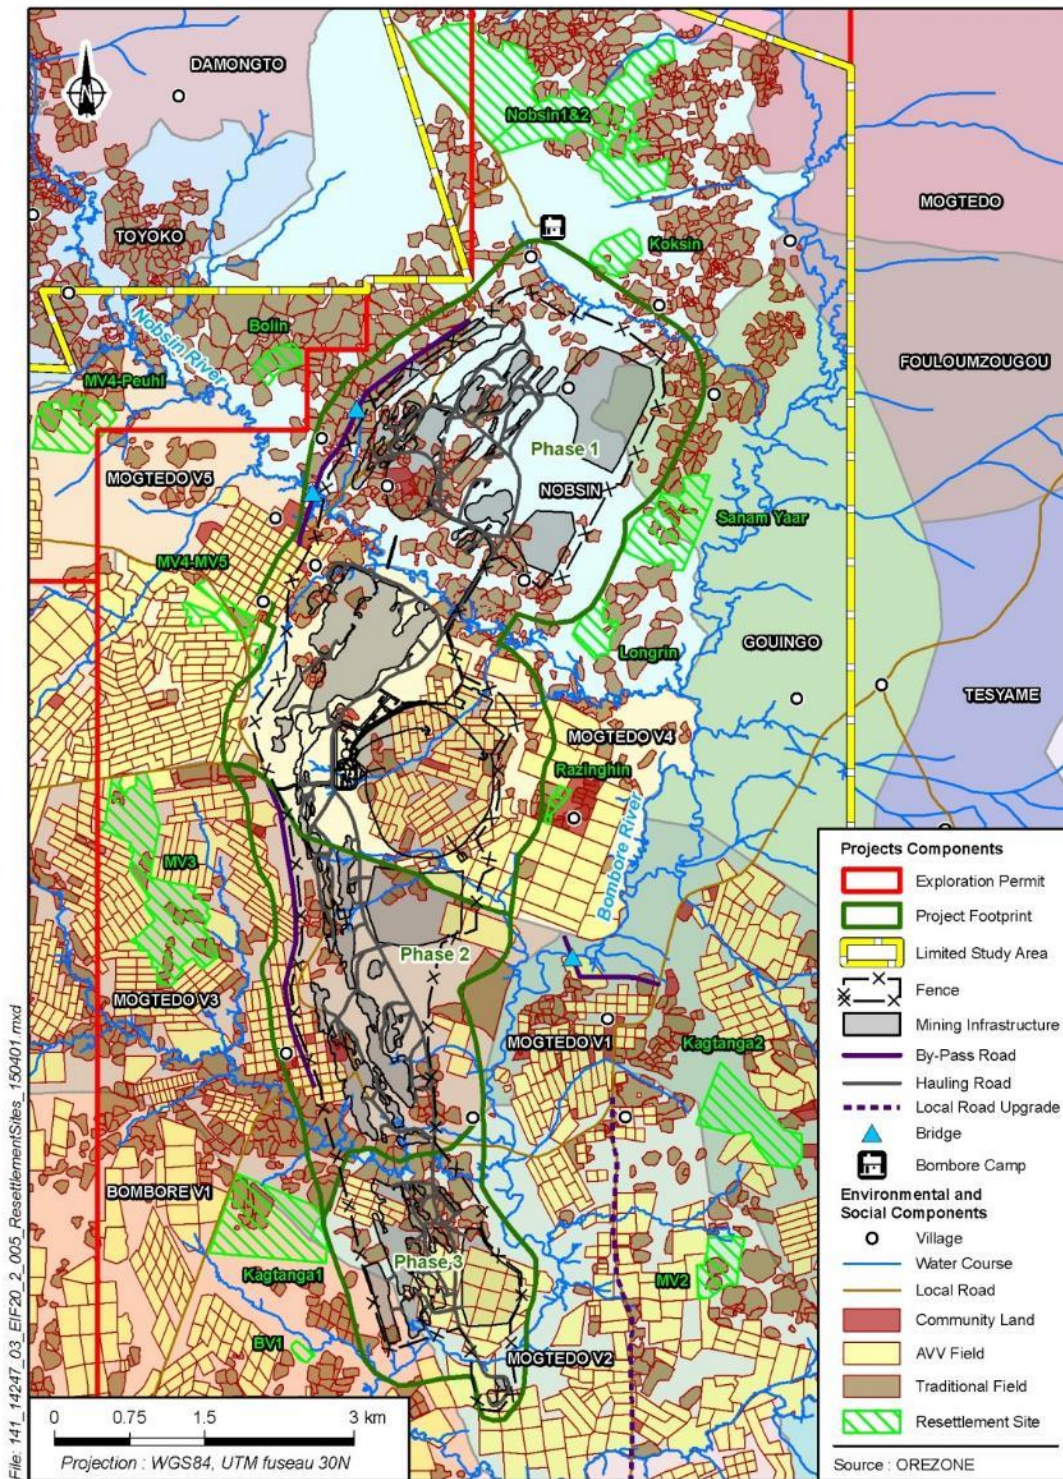 DAMONGTO
N
Nobsin1&2
MOGTEDO
TOYOKO
Koksin
Nobsin River
Bolin
FOULOUMZOUGOU
MV4-Peuhl
Phase 1
MOGTEDO V5
NOBSIN
Sanam Yaar
MV4-MV5
Longrin
GOUINGO
TESYAME
MOGTEDO V4
Razinghin
MV3
Bombore River
Phase 2
MOGTEDO V3
MOGTEDO V1
Kagtanga2
BOMBORE V1
Kagtanga1
Phase 3
MV2
BV1
MOGTEDO V2
Projects Components
Exploration Permit
Project Footprint
Limited Study Area
Fence
Mining Infrastructure
By-Pass Road
Hauling Road
Local Road Upgrade
Bridge
Bombore Camp
Environmental and
Social Components
Village
Water Course
Local Road
Community Land
AVV Field
Traditional Field
Resettlement Site
Source : OREZONE
0 0.75 1.5 3 km
Projection : WGS84, UTM fuseau 30N
File: 141_14247_03_EIF20_2_005_ResettlementSites_150401.mxd